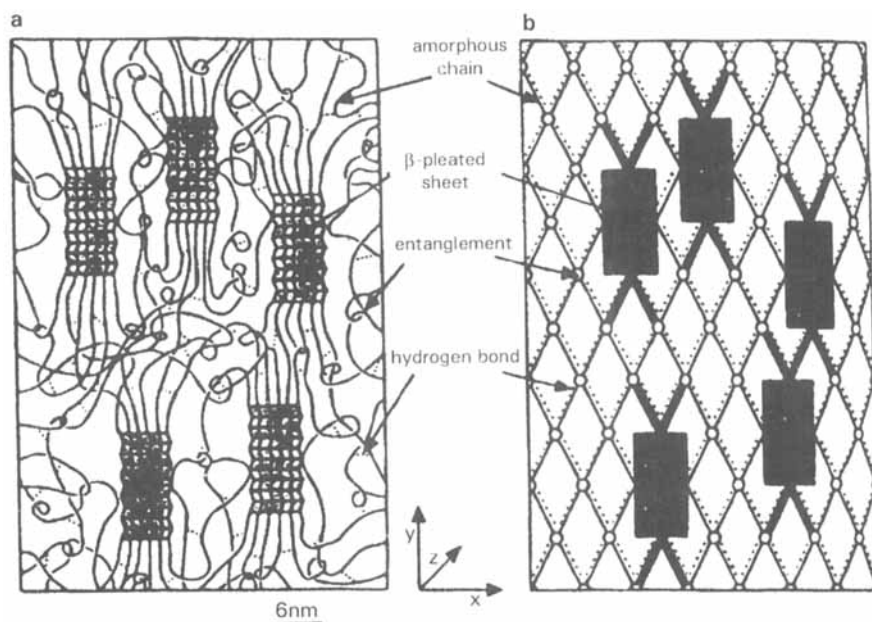 a
b
amorphous
chain
β-pleated
sheet
entanglement
hydrogen bond
y
z
x
6nm